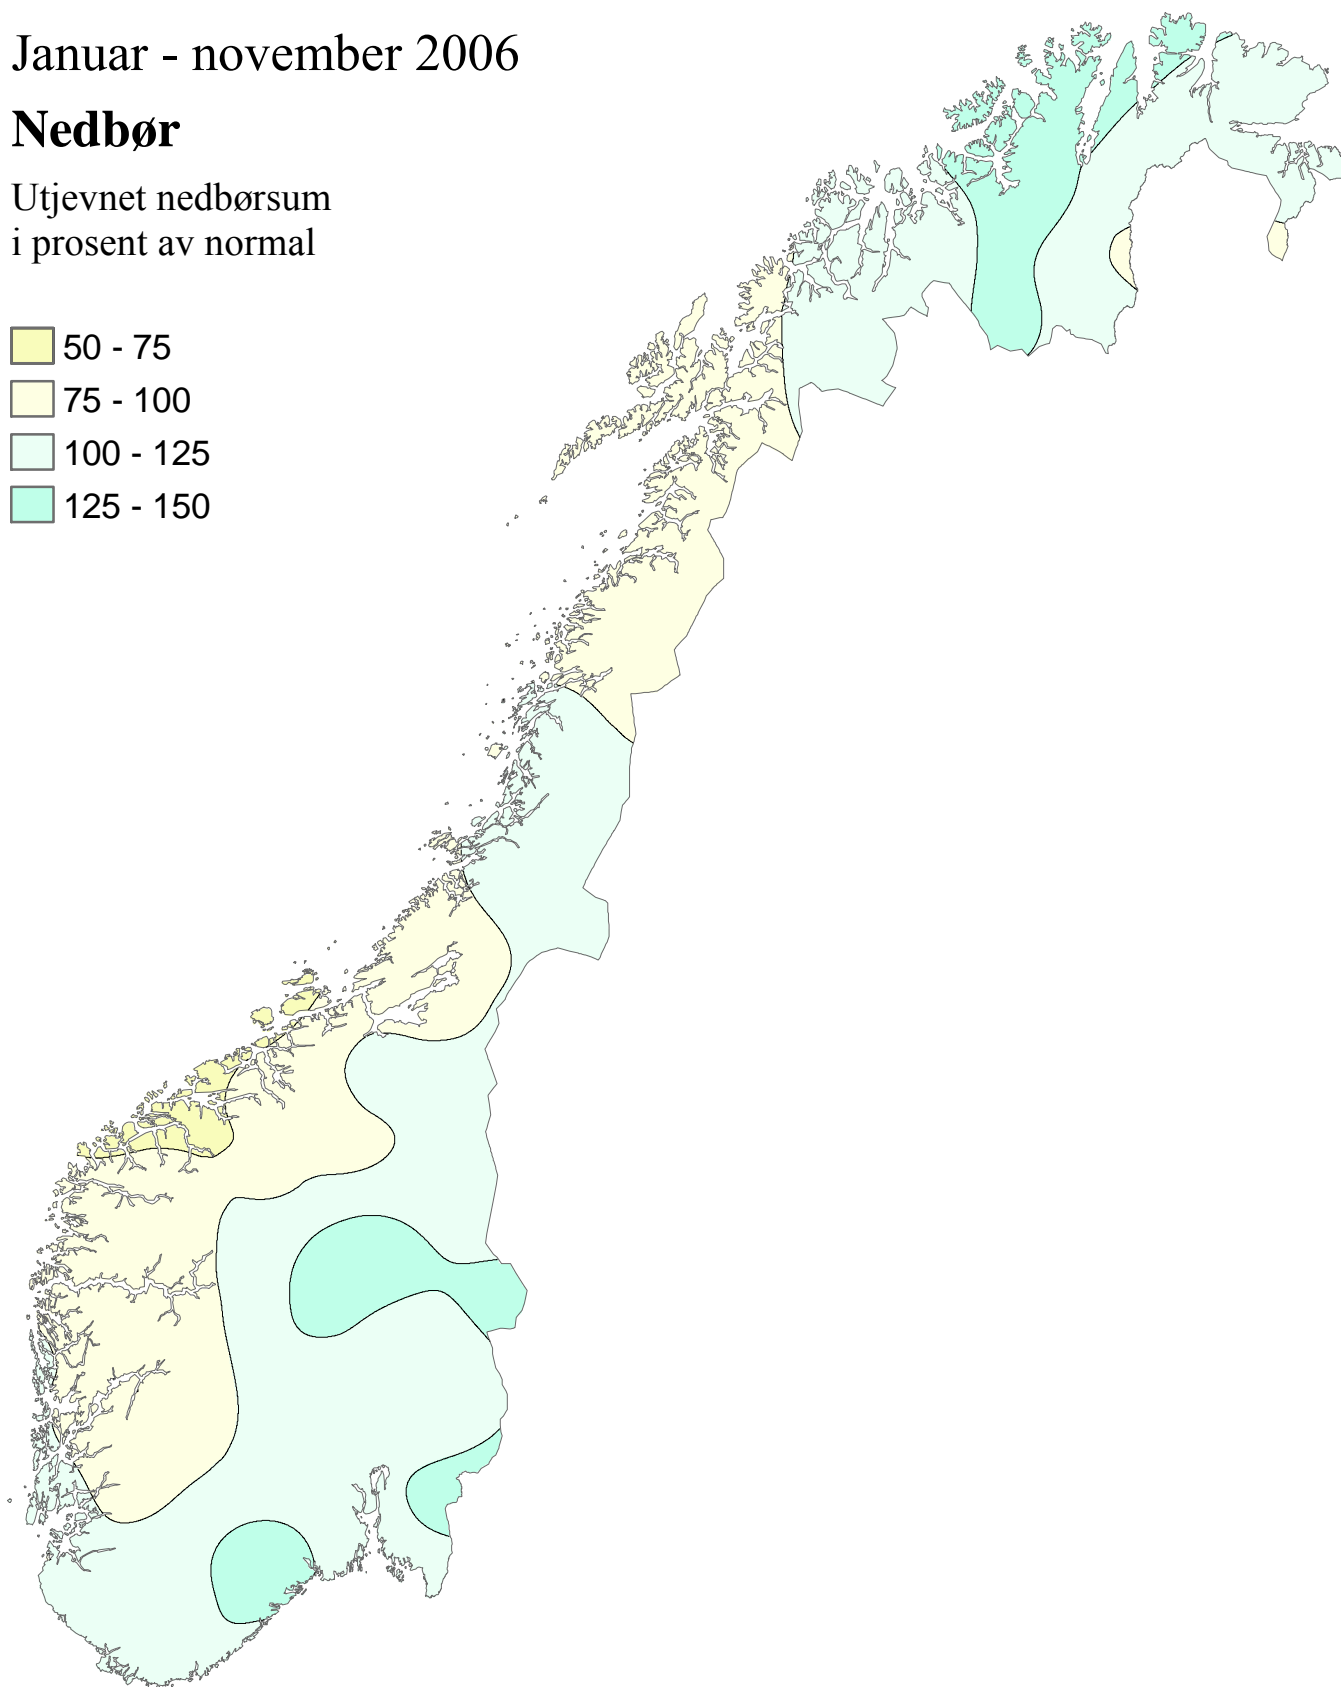 Januar - november 2006
Nedbør
Utjevnet nedbørsum
i prosent av normal
50 - 75
75 - 100
100 - 125
125 - 150